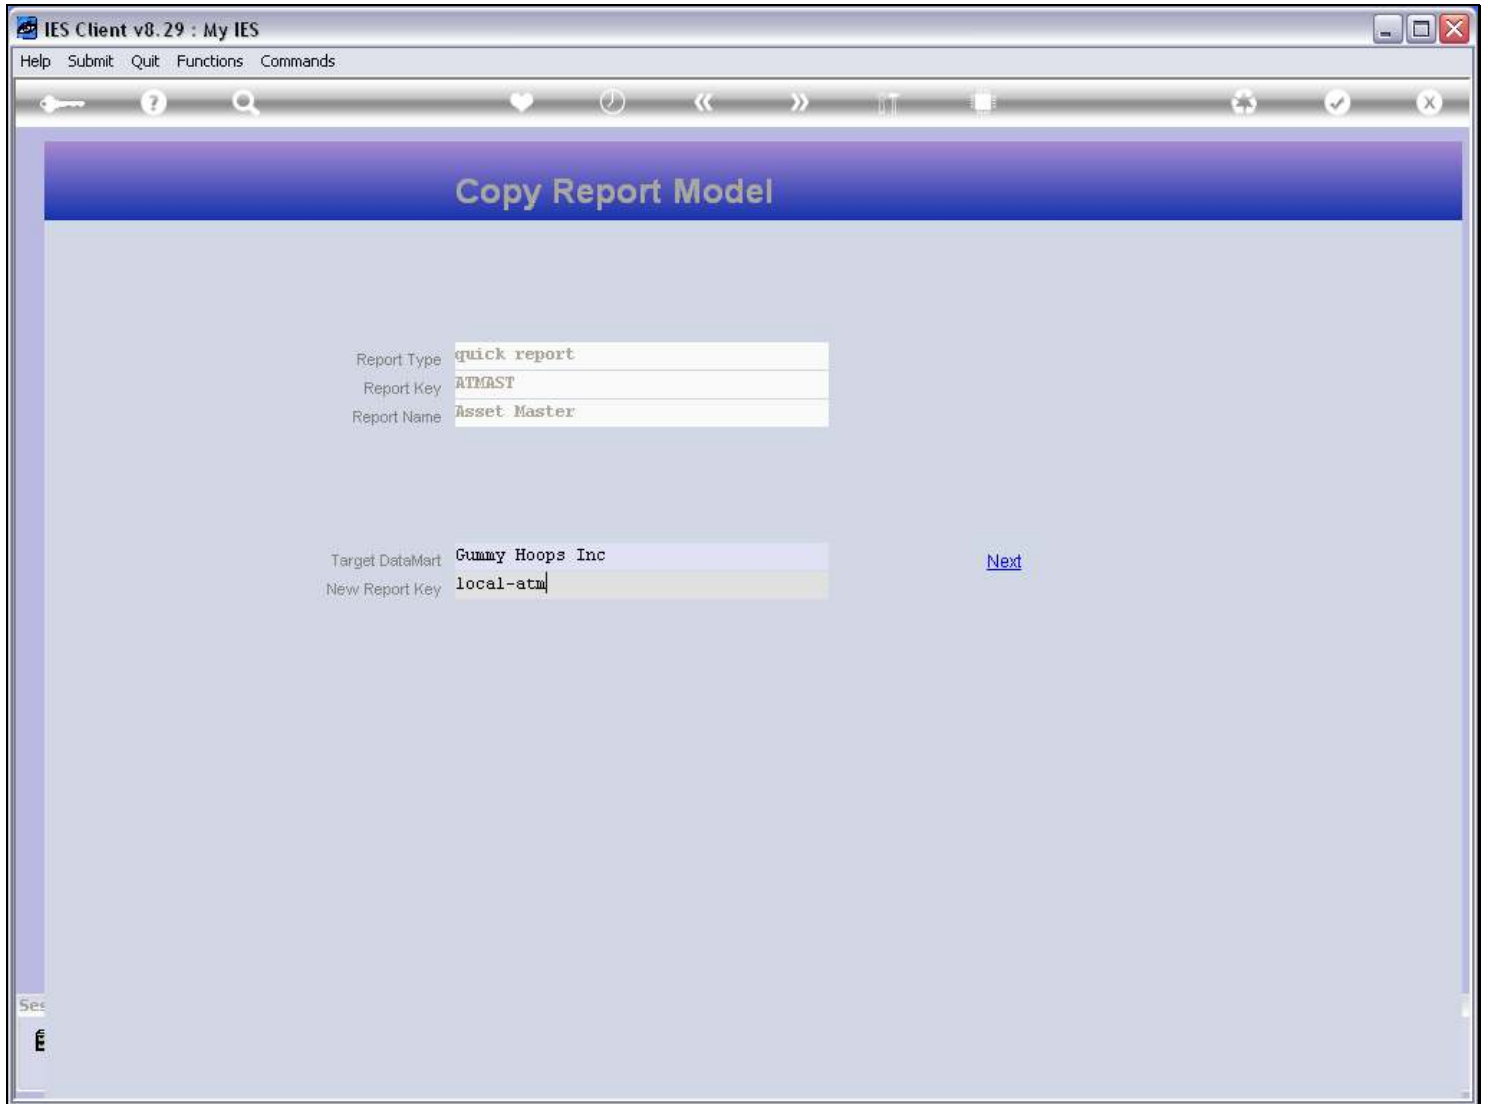 IES Client v8.29 : My IES
Help Submit Quit Functions Commands
Copy Report Model
Report Type quick report
Report Key ATMAST
Report Name Asset Master
Target DataMart Gummy Hoops Inc Next
New Report Key local-atm
Ses